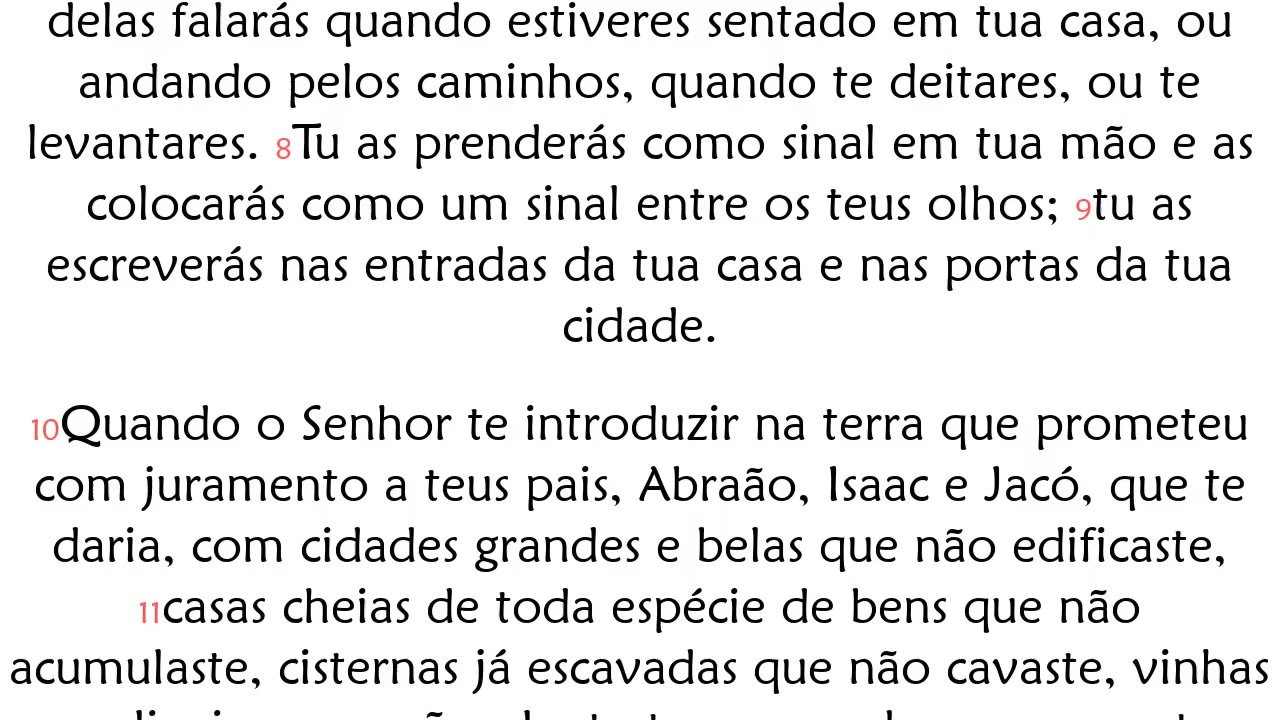 delas falarás quando estiveres sentado em tua casa, ou
andando pelos caminhos, quando te deitares, ou te
levantares. 8Tu as prenderás como sinal em tua mão e as
colocarás como um sinal entre os teus olhos; 9tu as
escreverás nas entradas da tua casa e nas portas da tua
cidade.
10Quando o Senhor te introduzir na terra que prometeu
com juramento a teus pais, Abraão, Isaac e Jacó, que te
daria, com cidades grandes e belas que não edificaste,
11casas cheias de toda espécie de bens que não
acumulaste, cisternas já escavadas que não cavaste, vinhas